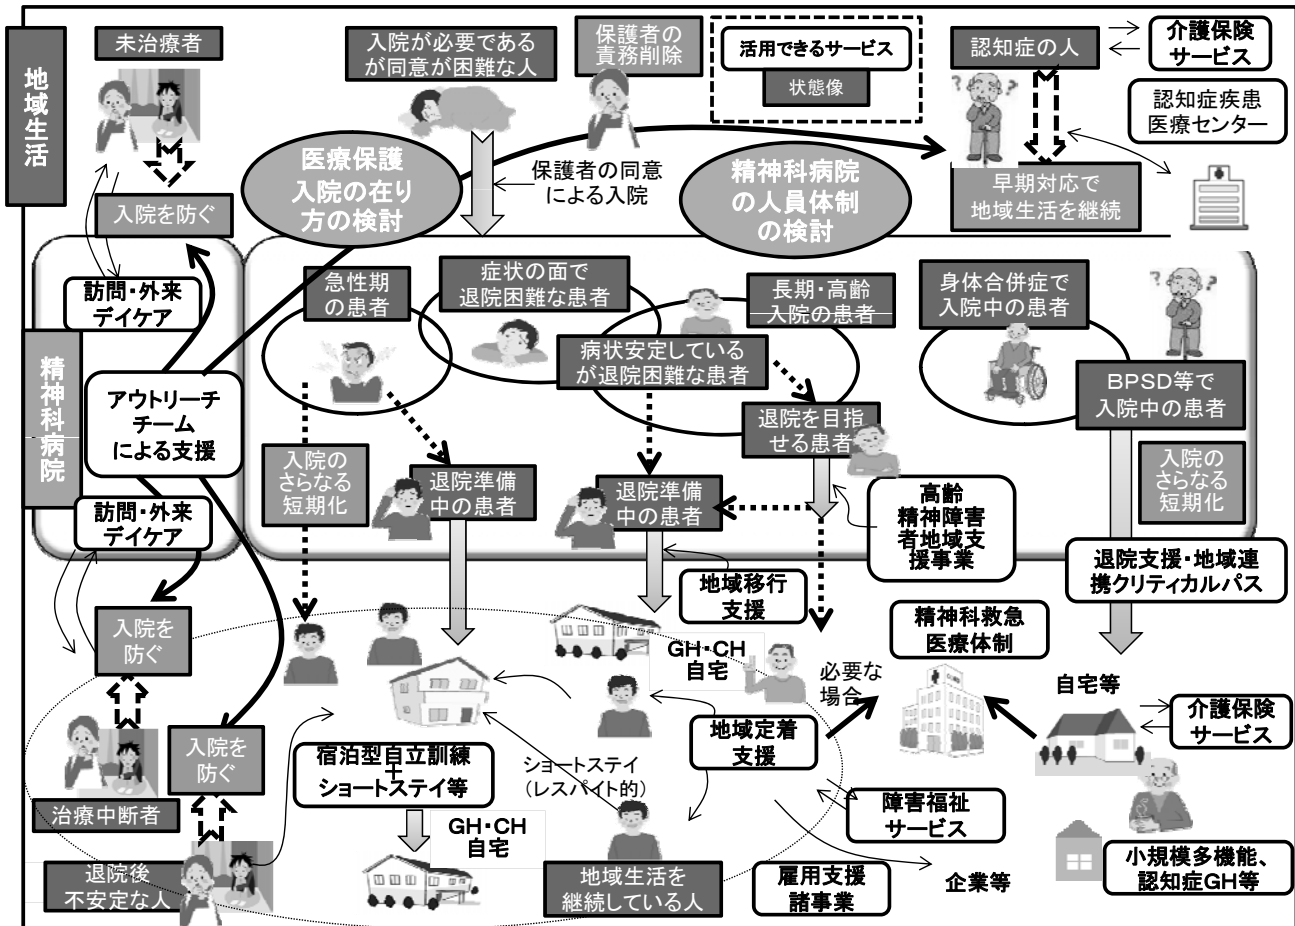 未治療者
入院が必要である
が同意が困難な人
保護者の
責務削除
活用できるサービス
状態像
認知症の人
介護保険
サービス
地域生活
認知症疾患
医療センター
医療保護
入院の在り
方の検討
保護者の同意
による入院
精神科病院
の人員体制
の検討
早期対応で
地域生活を継続
入院を防ぐ
急性期
の患者
症状の面で
退院困難な患者
長期・高齢
入院の患者
身体合併症で
入院中の患者
訪問・外来
デイケア
病状安定している
が退院困難な患者
精神科病院
アウトリーチ
チーム
による支援
BPSD等で
入院中の患者
退院を目指
せる患者
入院の
さらなる
短期化
退院準備
中の患者
退院準備
中の患者
入院の
さらなる
短期化
高齢
精神障害
者地域支
援事業
訪問・外来
デイケア
退院支援・地域連
携クリティカルパス
地域移行
支援
精神科救急
医療体制
入院を
防ぐ
GH・CH
自宅
必要な
場合
自宅等
介護保険
サービス
入院を
防ぐ
地域定着
支援
宿泊型自立訓練
+
ショートステイ等
ショートステイ
(レスパイト的)
治療中断者
障害福祉
サービス
GH・CH
自宅
退院後
不安定な人
地域生活を
継続している人
雇用支援
諸事業
企業等
小規模多機能、
認知症GH等